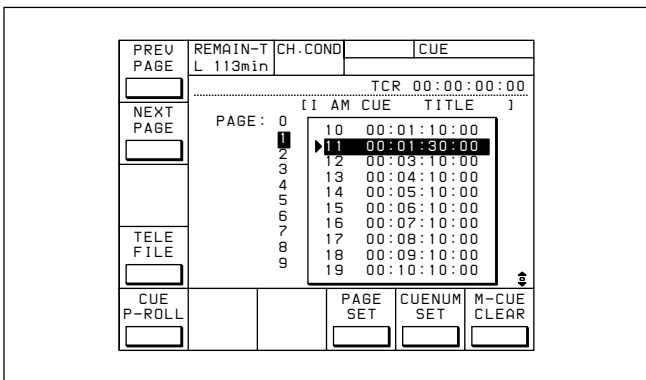 PREV PAGE
REMAIN-T CH.COND CUE
L 113min
TCR 00:00:00:00
[I AM CUE TITLE ]
NEXT PAGE
PAGE: 0
1
2
3
4
5
6
7
8
9
10 00:01:10:00
11 00:01:30:00
12 00:03:10:00
13 00:04:10:00
14 00:05:10:00
15 00:06:10:00
16 00:07:10:00
17 00:08:10:00
18 00:09:10:00
19 00:10:10:00
TELE FILE
CUE P-ROLL
PAGE SET
CUENUM SET
M-CUE CLEAR